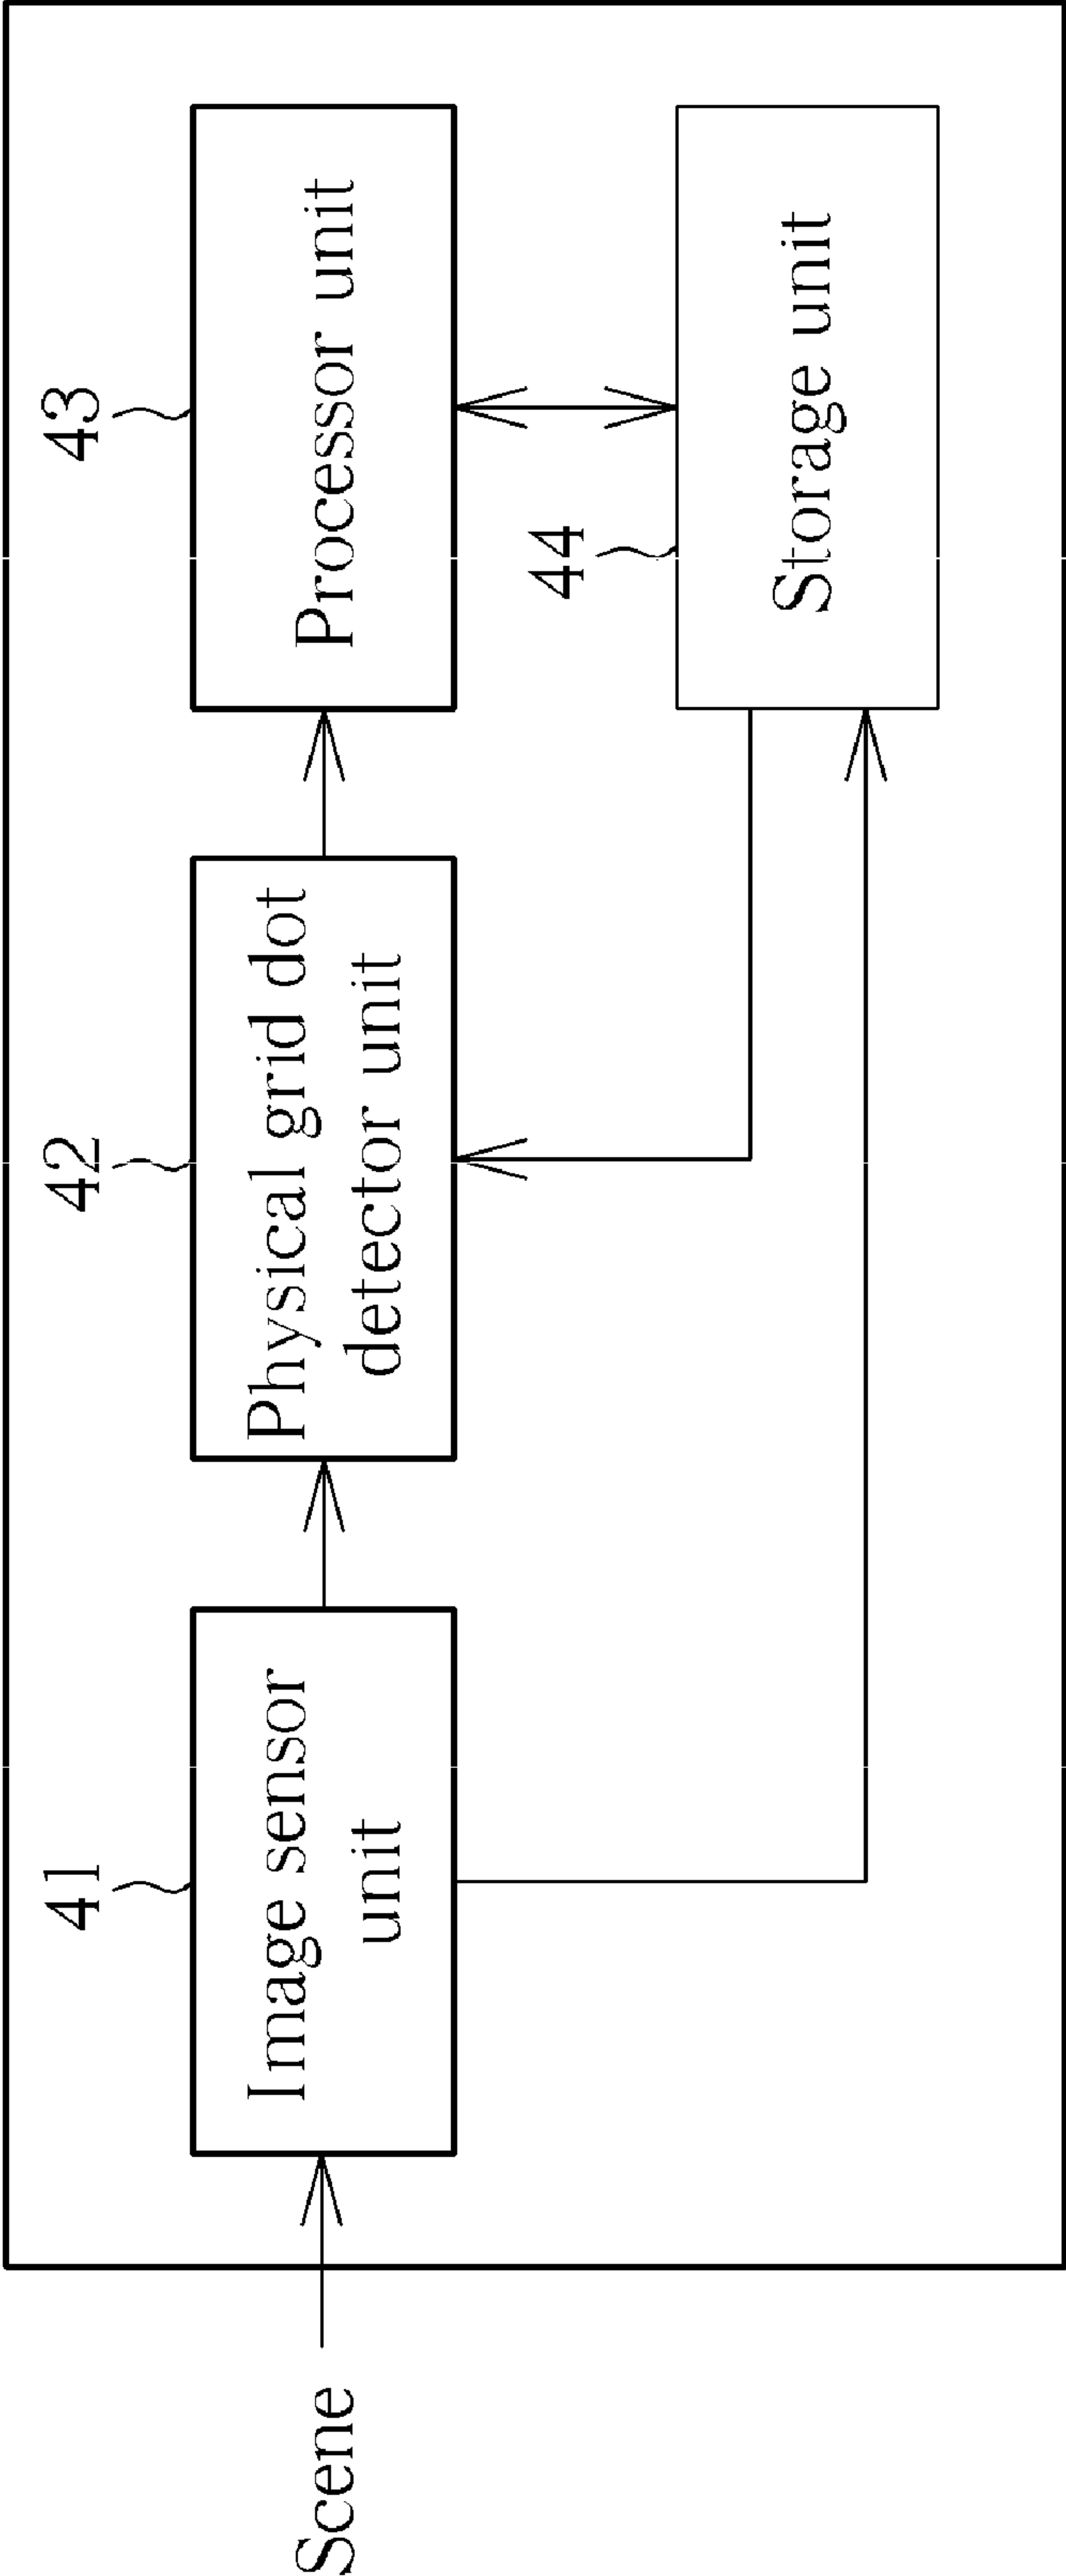 41
42
43
Scene
Image sensor
unit
Physical grid dot
detector unit
Processor unit
44
Storage unit